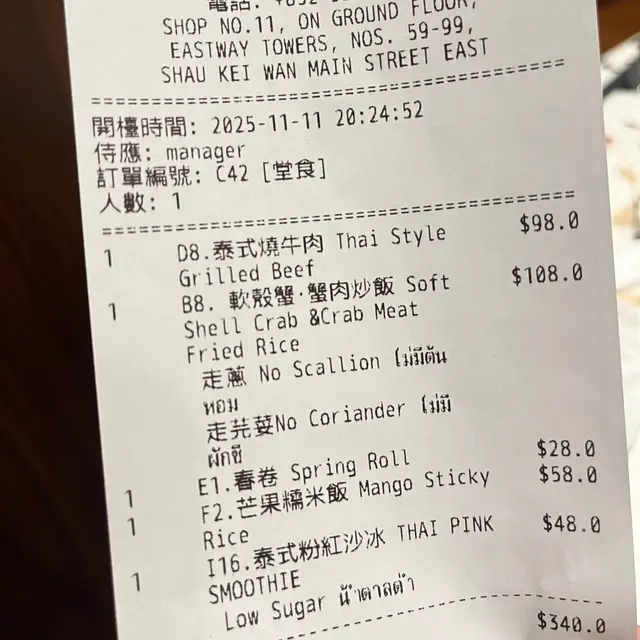 電話: +852
SHOP NO.11, ON GROUND FLOOR,
EASTWAY TOWERS, NOS. 59-99,
SHAU KEI WAN MAIN STREET EAST
開檯時間: 2025-11-11 20:24:52
侍應: manager
訂單編號: C42 [堂食]
人數: 1
1 D8.泰式燒牛肉 Thai Style $98.0
Grilled Beef
1 B8. 軟殼蟹·蟹肉炒飯 Soft $108.0
Shell Crab &Crab Meat
Fried Rice
走蔥 No Scallion ไม่มีต้น
หอม
走芫荽No Coriander ไม่มี
ผักชี
1 E1.春卷 Spring Roll $28.0
1 F2.芒果糯米飯 Mango Sticky $58.0
Rice
1 I16.泰式粉紅沙冰 THAI PINK $48.0
SMOOTHIE
Low Sugar น้ำตาลต่ำ
$340.0